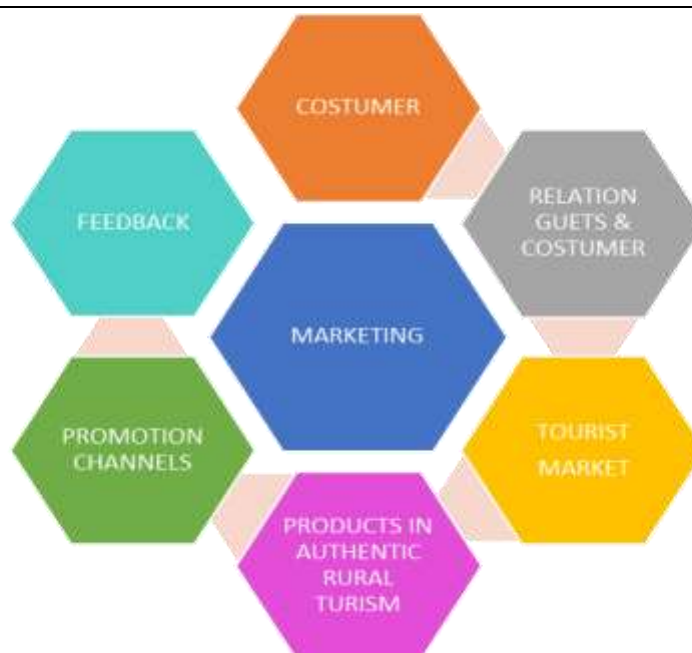 COSTUMER
RELATION
GUETS &
COSTUMER
TOURIST
MARKET
PRODUCTS IN
AUTHENTIC
RURAL
TURISM
PROMOTION
CHANNELS
FEEDBACK
MARKETING